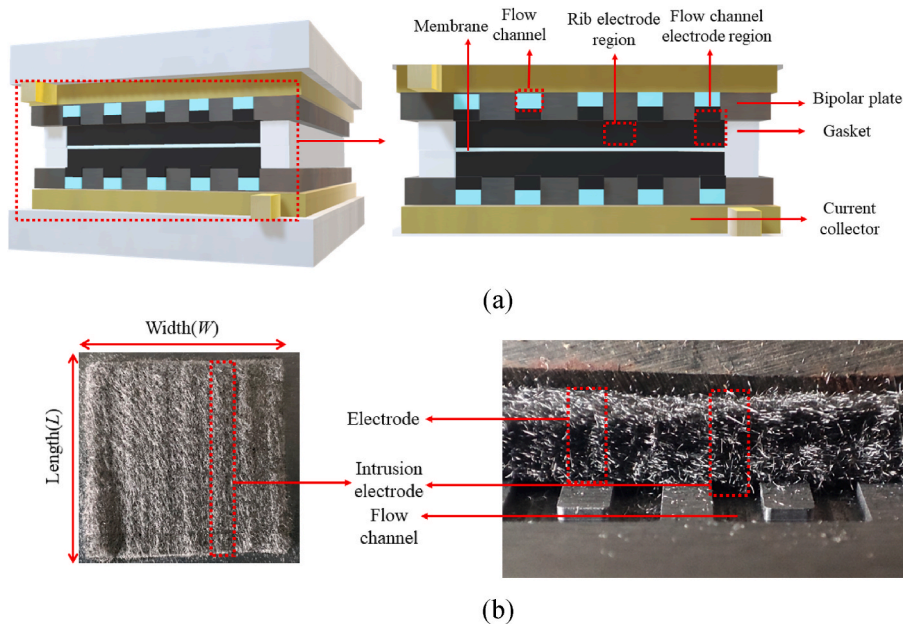 Membrane
Flow
channel
Rib electrode
region
Flow channel
electrode region
Bipolar plate
Gasket
Current
collector
(a)
Width(W)
Length(L)
Electrode
Intrusion
electrode
Flow
channel
(b)